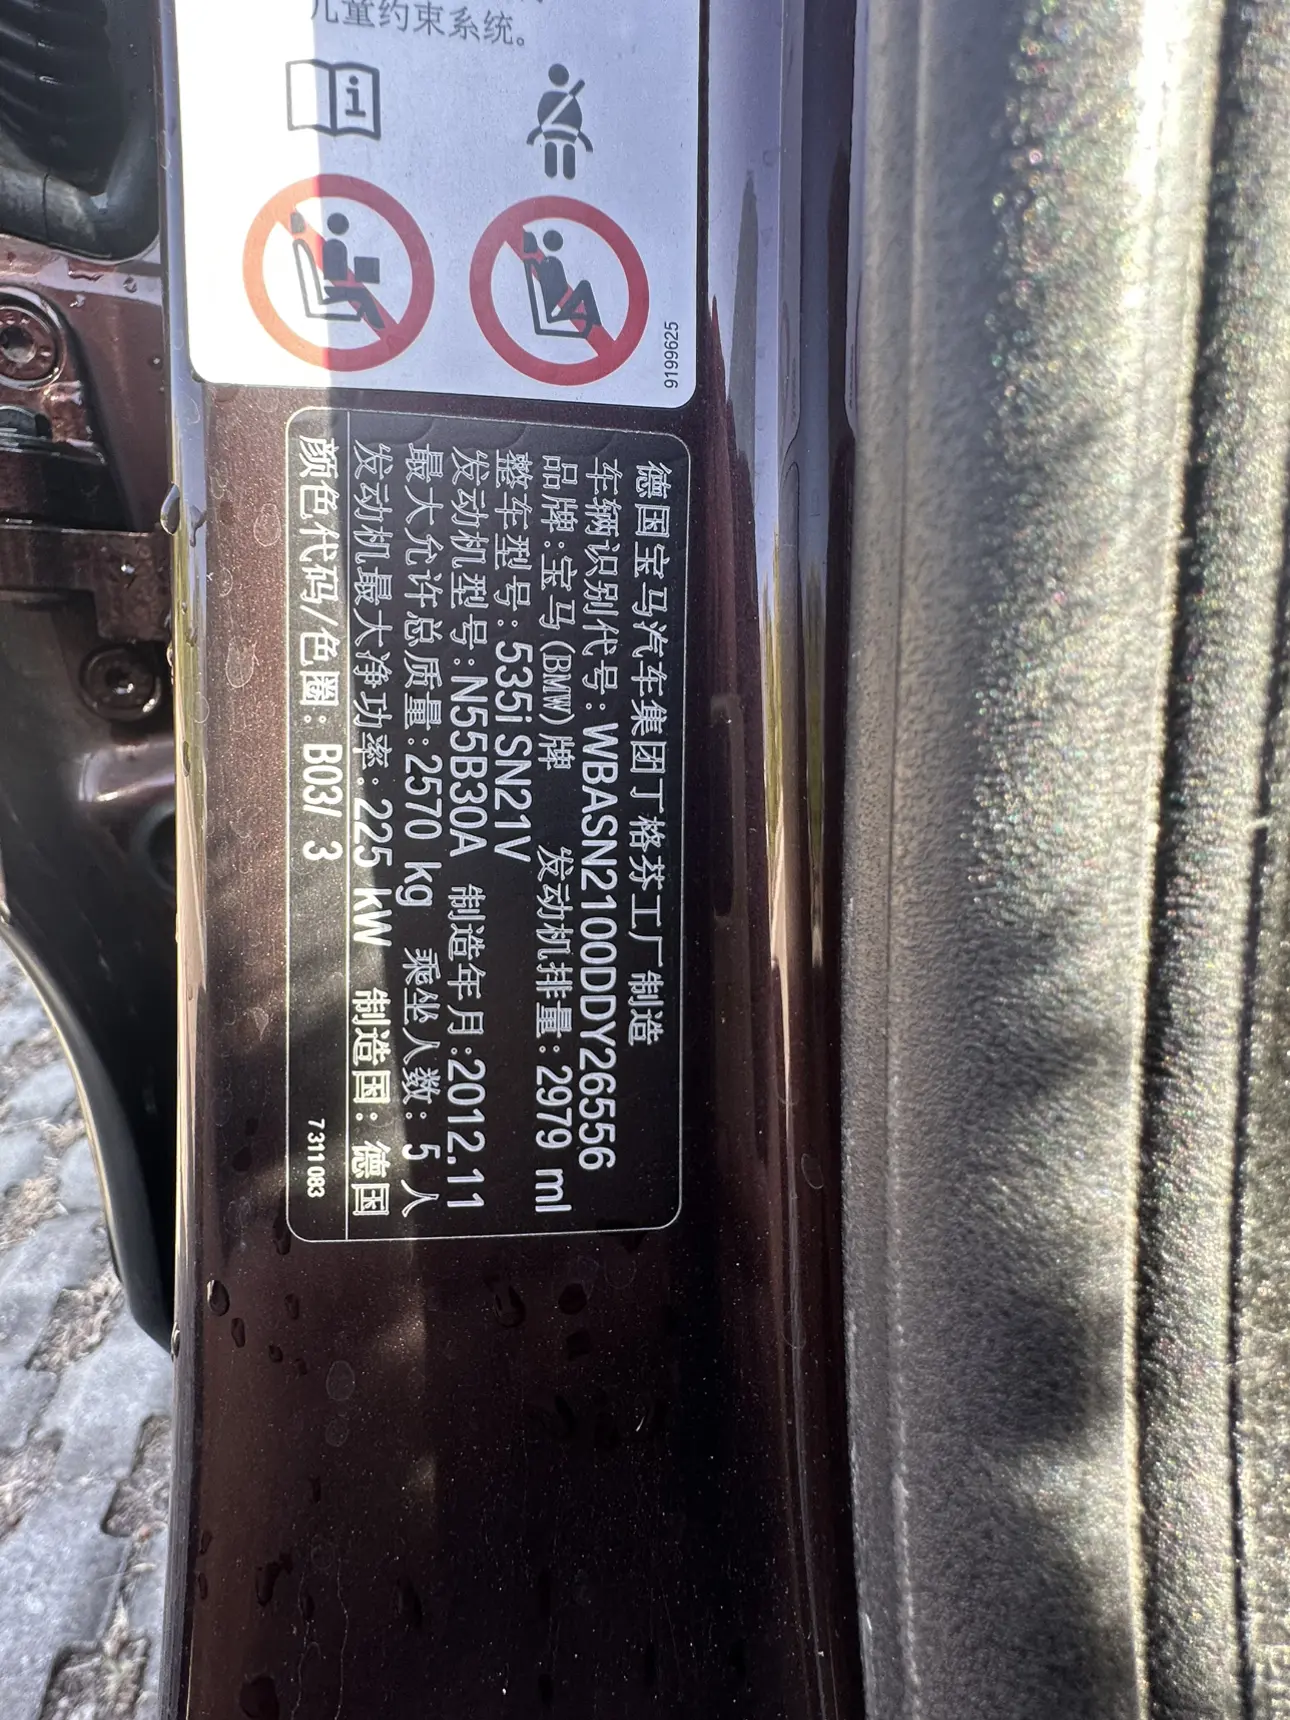 儿童约束系统。
9199625
德国宝马汽车集团丁格芬工厂制造
车辆识别代号:WBASN2100DDY26556
品牌:宝马(BMW)牌 发动机排量:2979 ml
整车型号:535i SN21V
发动机型号:N55B30A 制造年月:2012.11
最大允许总质量:2570 kg 乘坐人数: 5 人
发动机最大净功率:225 kW 制造国: 德国
颜色代码/色圈: B03/ 3
7 311 083